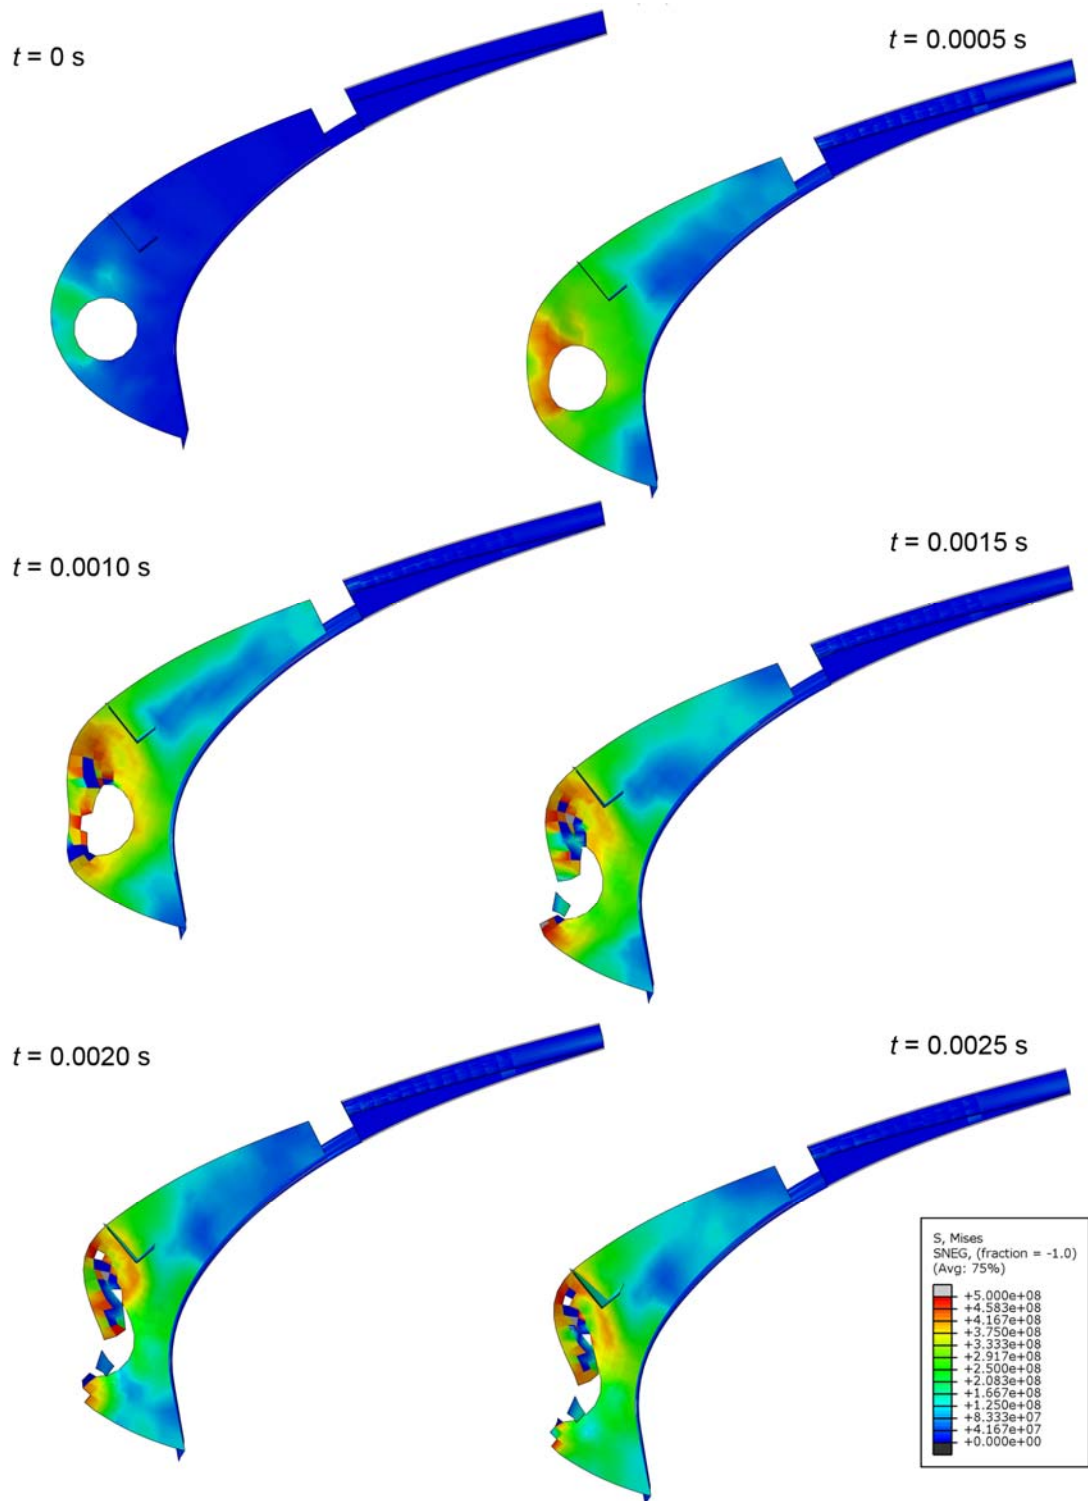 t = 0 s
t = 0.0005 s
t = 0.0010 s
t = 0.0015 s
t = 0.0020 s
t = 0.0025 s
S, Mises
SNEG, (fraction = -1.0)
(Avg: 75%)
+5.000e+08
+4.583e+08
+4.167e+08
+3.750e+08
+3.333e+08
+2.917e+08
+2.500e+08
+2.083e+08
+1.667e+08
+1.250e+08
+8.333e+07
+4.167e+07
+0.000e+00